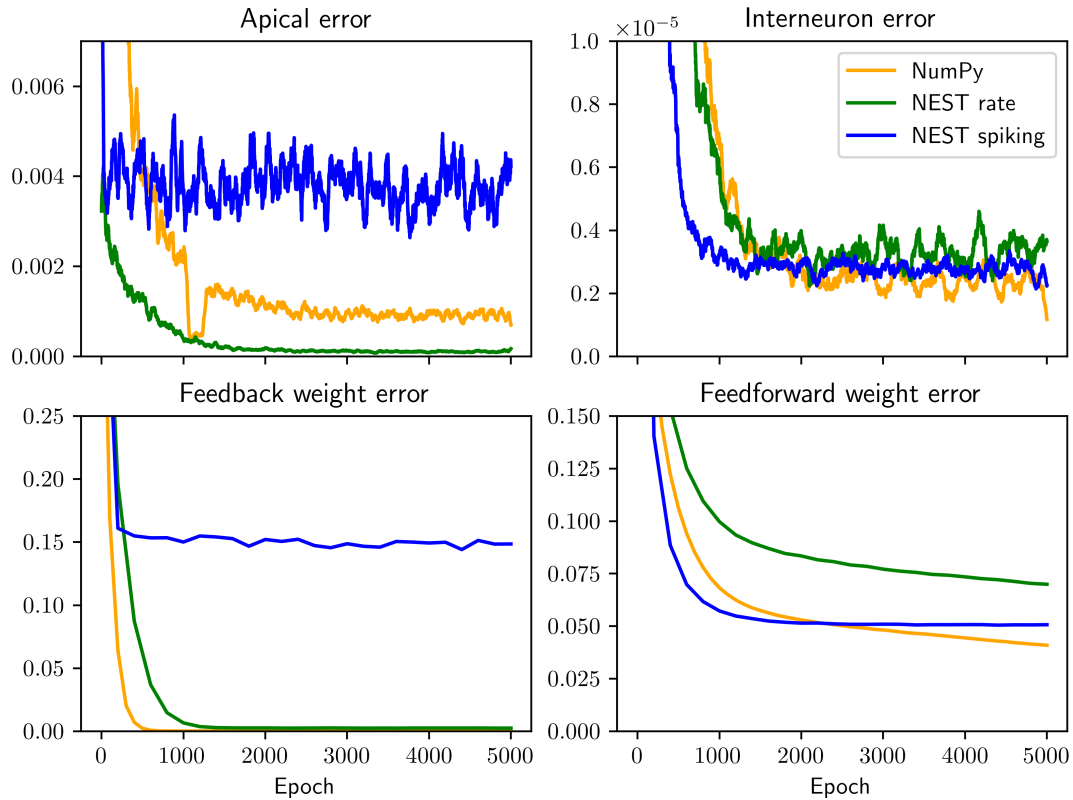 Apical error
0.006
0.004
0.002
0.000
Interneuron error
×10⁻⁵
1.0
0.8
0.6
0.4
0.2
0.0
NumPy
NEST rate
NEST spiking
Feedback weight error
0.25
0.20
0.15
0.10
0.05
0.00
0 1000 2000 3000 4000 5000
Epoch
Feedforward weight error
0.150
0.125
0.100
0.075
0.050
0.025
0.000
0 1000 2000 3000 4000 5000
Epoch